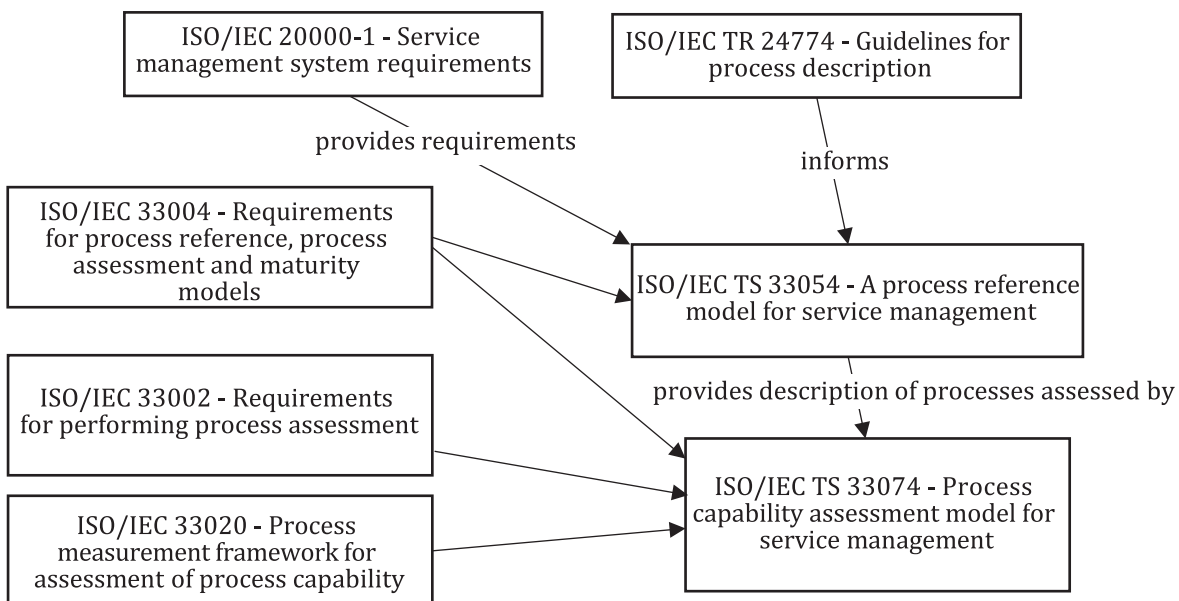 ISO/IEC 20000-1 - Service
management system requirements
ISO/IEC TR 24774 - Guidelines for
process description
provides requirements
informs
ISO/IEC 33004 - Requirements
for process reference, process
assessment and maturity
models
ISO/IEC TS 33054 - A process reference
model for service management
ISO/IEC 33002 - Requirements
for performing process assessment
provides description of processes assessed by
ISO/IEC TS 33074 - Process
capability assessment model for
service management
ISO/IEC 33020 - Process
measurement framework for
assessment of process capability